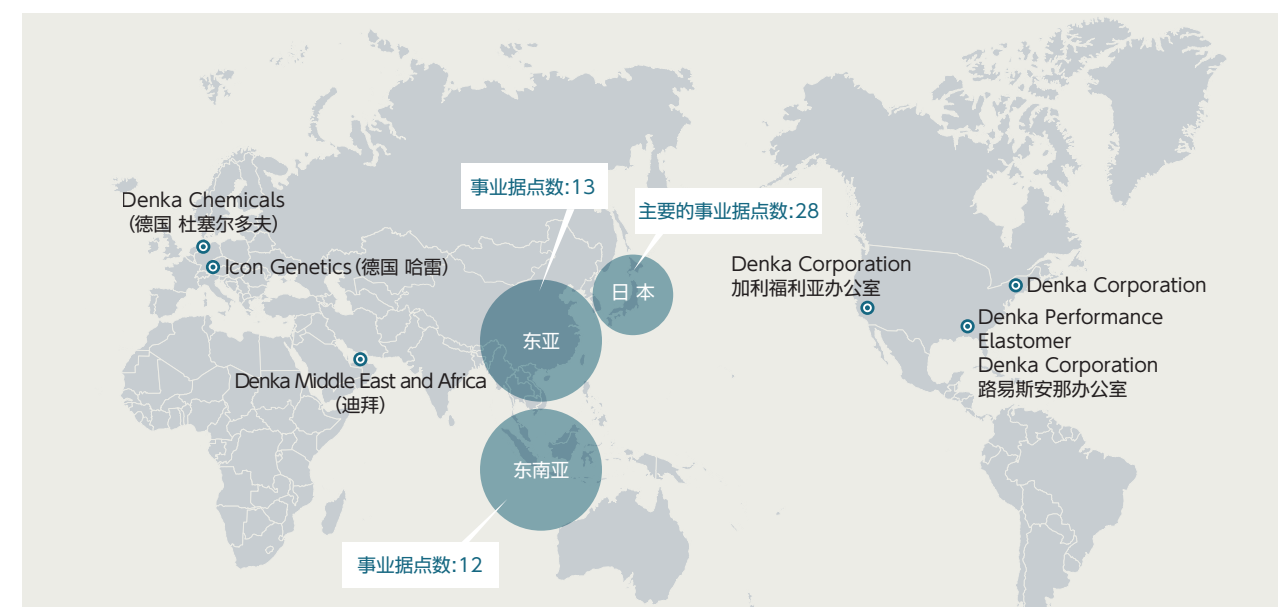 事业据点数:13
主要的事业据点数:28
Denka Chemicals
(德国 杜塞尔多夫)
Icon Genetics (德国 哈雷)
日 本
东亚
Denka Middle East and Africa
(迪拜)
东南亚
事业据点数:12
Denka Corporation
加利福利亚办公室
Denka Corporation
Denka Performance
Elastomer
Denka Corporation
路易斯安那办公室